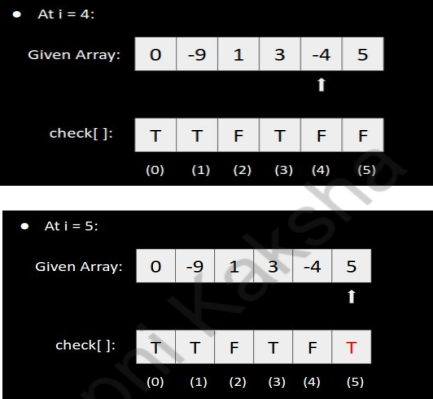 • At i = 4:
Given Array: 0 -9 1 3 -4 5
⬆
check[ ]: T T F T F F
(0) (1) (2) (3) (4) (5)
• At i = 5:
Given Array: 0 -9 1 3 -4 5
⬆
check[ ]: T T F T F T
(0) (1) (2) (3) (4) (5)
Kaksha